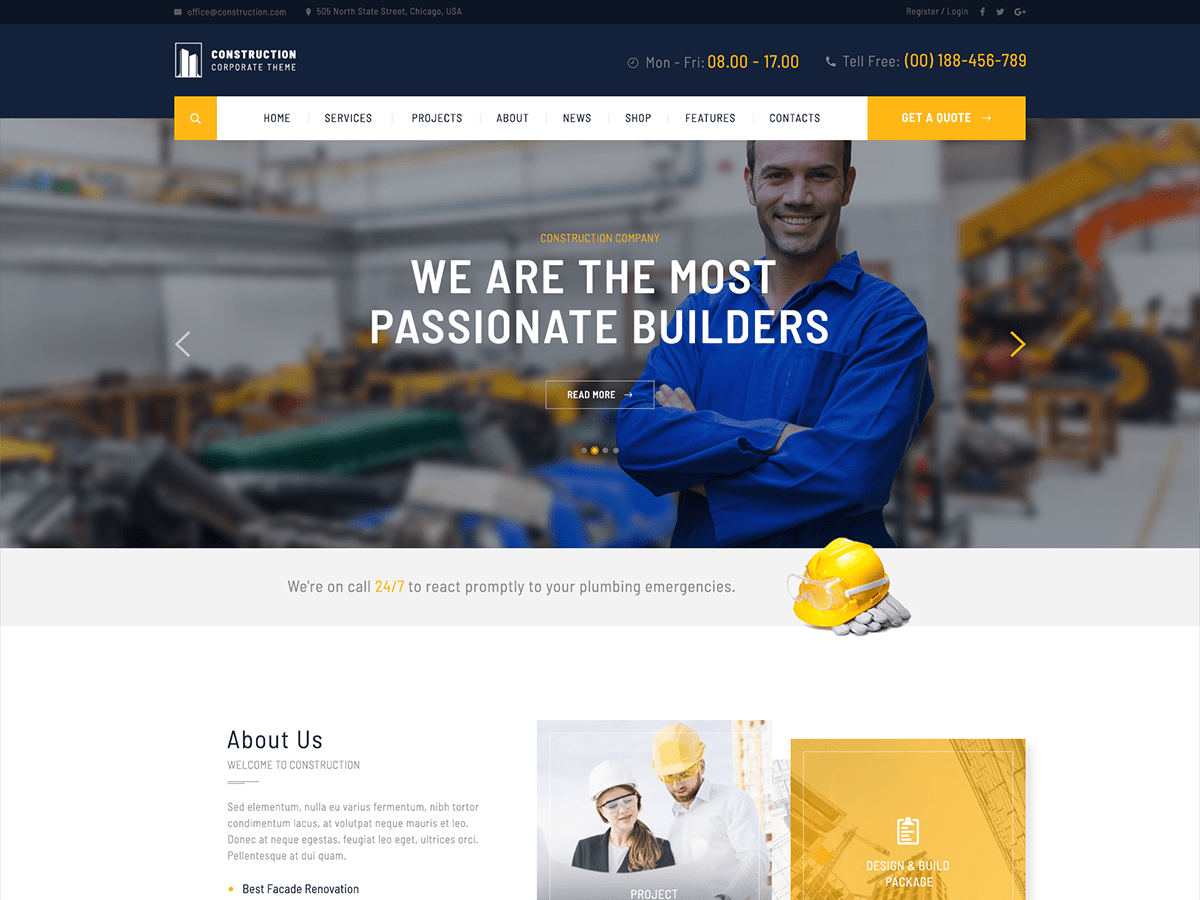 office@construction.com
505 North State Street, Chicago, USA
Register / Login
CONSTRUCTION
CORPORATE THEME
Mon - Fri: 08.00 - 17.00
Tell Free: (00) 188-456-789
HOME
SERVICES
PROJECTS
ABOUT
NEWS
SHOP
FEATURES
CONTACTS
GET A QUOTE →
CONSTRUCTION COMPANY
WE ARE THE MOST
PASSIONATE BUILDERS
READ MORE →
We're on call 24/7 to react promptly to your plumbing emergencies.
About Us
WELCOME TO CONSTRUCTION
Sed elementum, nulla eu varius fermentum, nibh tortor
condimentum lacus, at volutpat neque mauris et leo.
Donec at neque egestas, feugiat leo eget, ultrices orci.
Pellentesque at dui quam.
Best Facade Renovation
PROJECT
DESIGN & BUILD
PACKAGE